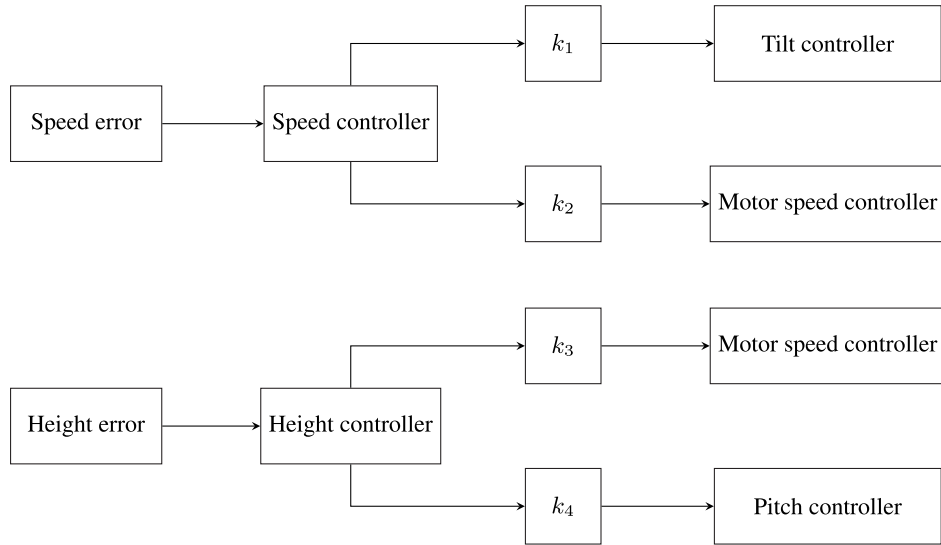 k₁
Tilt controller
Speed error
Speed controller
k₂
Motor speed controller
k₃
Motor speed controller
Height error
Height controller
k₄
Pitch controller